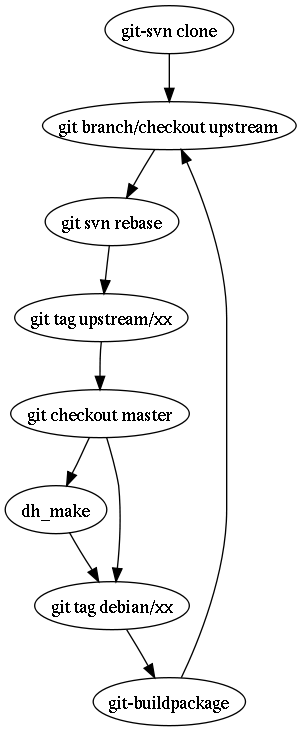 git-svn clone
git branch/checkout upstream
git svn rebase
git tag upstream/xx
git checkout master
dh_make
git tag debian/xx
git-buildpackage